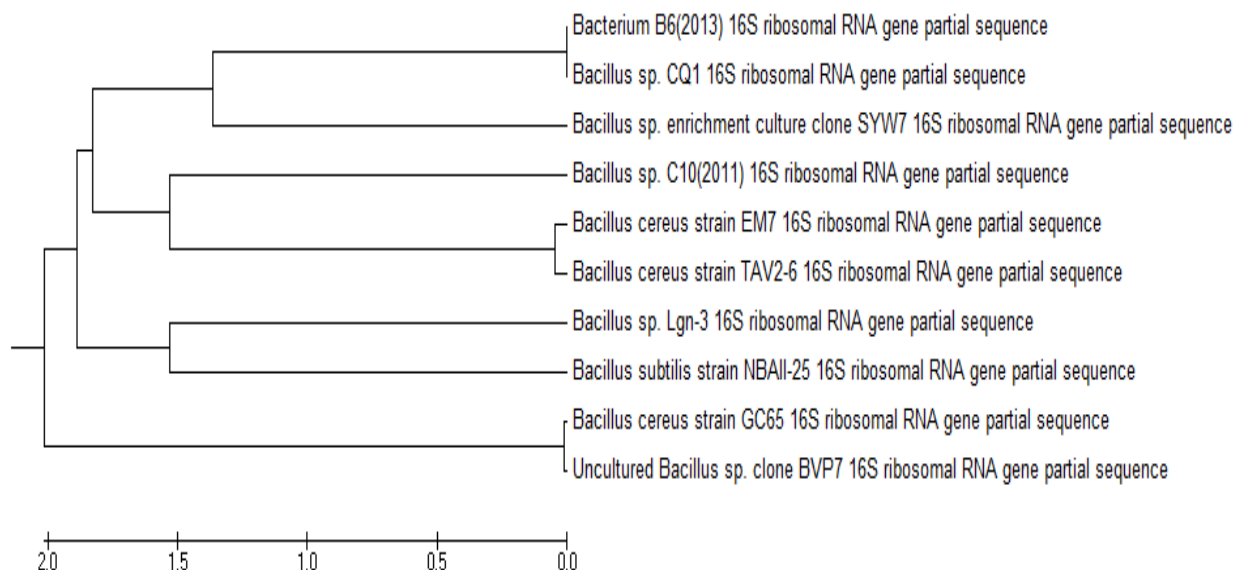 Bacterium B6(2013) 16S ribosomal RNA gene partial sequence
Bacillus sp. CQ1 16S ribosomal RNA gene partial sequence
Bacillus sp. enrichment culture clone SYW7 16S ribosomal RNA gene partial sequence
Bacillus sp. C10(2011) 16S ribosomal RNA gene partial sequence
Bacillus cereus strain EM7 16S ribosomal RNA gene partial sequence
Bacillus cereus strain TAV2-6 16S ribosomal RNA gene partial sequence
Bacillus sp. Lgn-3 16S ribosomal RNA gene partial sequence
Bacillus subtilis strain NBAII-25 16S ribosomal RNA gene partial sequence
Bacillus cereus strain GC65 16S ribosomal RNA gene partial sequence
Uncultured Bacillus sp. clone BVP7 16S ribosomal RNA gene partial sequence
2.0 1.5 1.0 0.5 0.0